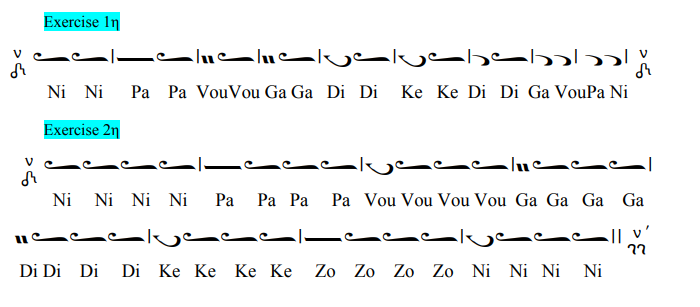 Exercise 1η
Ni Ni Pa Pa VouVou Ga Ga Di Di Ke Ke Di Di Ga VouPa Ni
Exercise 2η
Ni Ni Ni Ni Pa Pa Pa Pa Vou Vou Vou Vou Ga Ga Ga Ga
Di Di Di Di Ke Ke Ke Ke Zo Zo Zo Zo Ni Ni Ni Ni